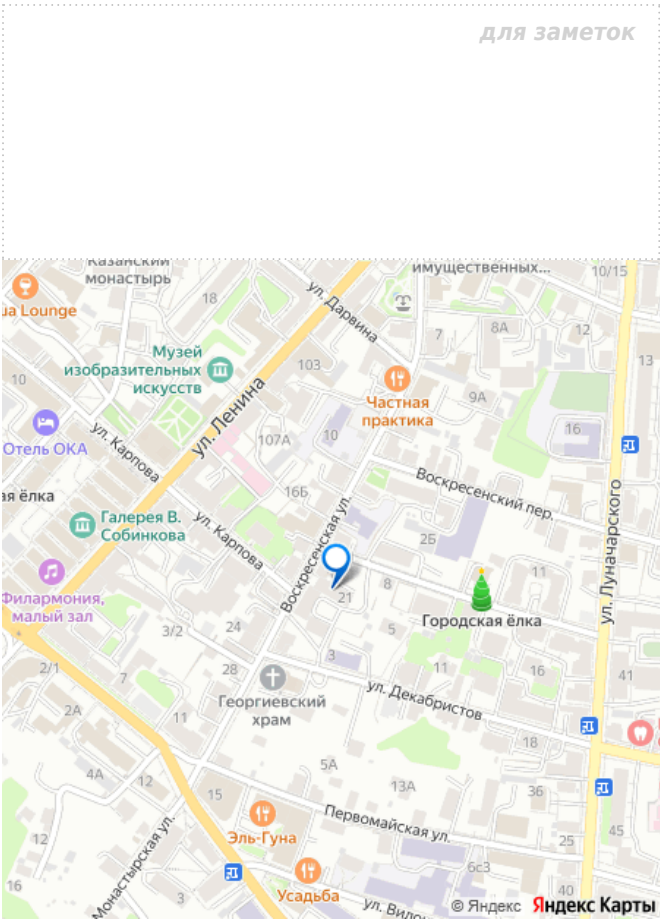 для заметок
Казанский
монастырь
имущественных...
10/15
ua Lounge
18
ул. Дарвина
7
8А
12
13
Музей
изобразительных
искусств
103
10
ул. Ленина
Частная
практика
9А
16
Отель ОКА
ул. Карпова
107А
10
16Б
Воскресенский пер.
ая ёлка
Галерея В.
Собинкова
ул. Карпова
Воскресенская ул.
2Б
ул. Луначарского
Филармония,
малый зал
21
8
11
Городская ёлка
3/2
24
5
2/1
28
3
11
16
41
7
Георгиевский
храм
ул. Декабристов
2А
11
18
4А
12
5А
13А
36
15
Первомайская ул.
12
Эль-Гуна
25
45
Монастырская ул.
6с3
16
3
Усадьба
ул. Вилон
40
© Яндекс Яндекс Карты